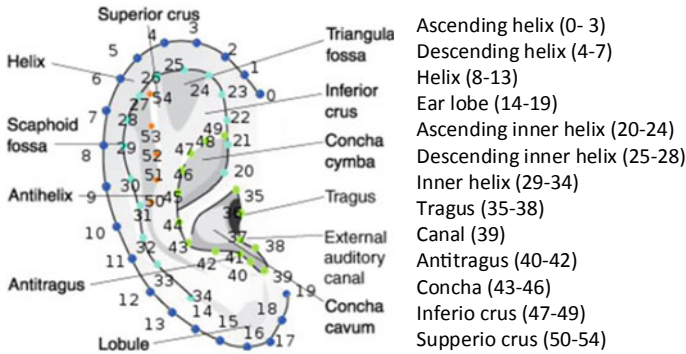 Superior crus
Triangula
fossa
Helix
Inferior
crus
Scaphoid
fossa
Concha
cymba
Antihelix
Tragus
External
auditory
canal
Antitragus
Concha
cavum
Lobule
0
1
2
3
4
5
6
7
8
9
10
11
12
13
14
15
16
17
18
19
20
21
22
23
24
25
26
27
28
29
30
31
32
33
34
35
36
37
38
39
40
41
42
43
44
45
46
47
48
49
50
51
52
53
54
Ascending helix (0- 3)
Descending helix (4-7)
Helix (8-13)
Ear lobe (14-19)
Ascending inner helix (20-24)
Descending inner helix (25-28)
Inner helix (29-34)
Tragus (35-38)
Canal (39)
Antitragus (40-42)
Concha (43-46)
Inferio crus (47-49)
Supperio crus (50-54)